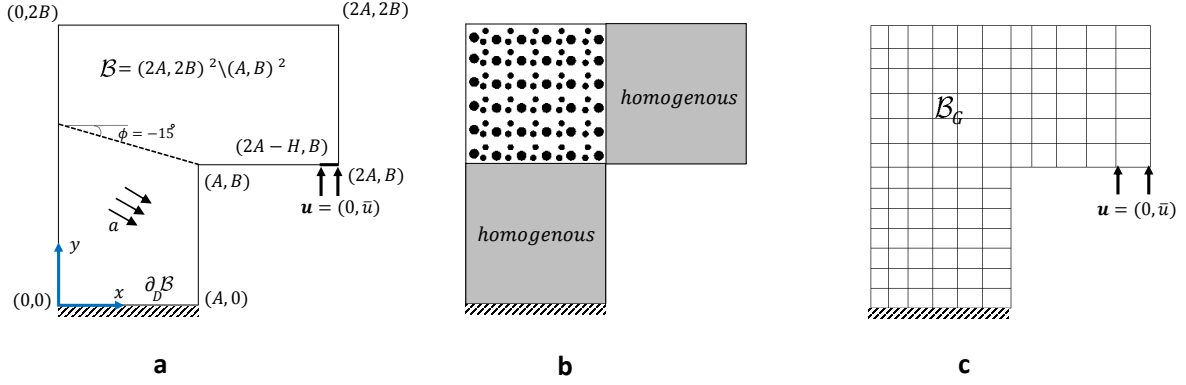 (0,2B)
(2A,2B)
ℬ= (2A,2B) ²\(A,B) ²
ϕ = −15°
(2A − H, B)
(A, B)
(2A, B)
𝒖 = (0, ū)
a
y
x
∂_Dℬ
(0,0)
(A, 0)
a
homogenous
homogenous
b
ℬ_G
𝒖 = (0, ū)
c